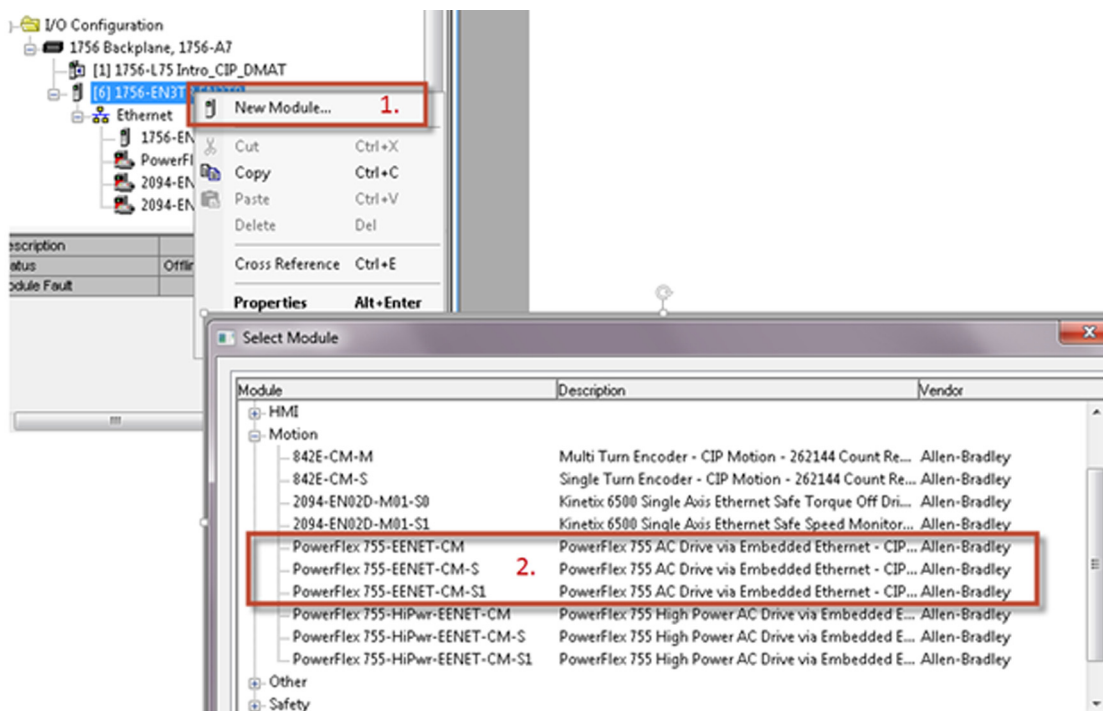 I/O Configuration
1756 Backplane, 1756-A7
[1] 1756-L75 Intro_CIP_DMAT
[6] 1756-EN3T
New Module... 1.
Ethernet
1756-EN
Cut Ctrl+X
PowerFl
Copy Ctrl+C
2094-EN
Paste Ctrl+V
2094-EN
Delete Del
escription
Cross Reference Ctrl+E
atus Offlin
odule Fault
Properties Alt+Enter
Select Module
Module Description Vendor
HMI
Motion
842E-CM-M Multi Turn Encoder - CIP Motion - 262144 Count Re... Allen-Bradley
842E-CM-S Single Turn Encoder - CIP Motion - 262144 Count Re... Allen-Bradley
2094-EN02D-M01-S0 Kinetix 6500 Single Axis Ethernet Safe Torque Off Dri... Allen-Bradley
2094-EN02D-M01-S1 Kinetix 6500 Single Axis Ethernet Safe Speed Monitor... Allen-Bradley
PowerFlex 755-EENET-CM PowerFlex 755 AC Drive via Embedded Ethernet - CIP... Allen-Bradley
PowerFlex 755-EENET-CM-S 2. PowerFlex 755 AC Drive via Embedded Ethernet - CIP... Allen-Bradley
PowerFlex 755-EENET-CM-S1 PowerFlex 755 AC Drive via Embedded Ethernet - CIP... Allen-Bradley
PowerFlex 755-HiPwr-EENET-CM PowerFlex 755 High Power AC Drive via Embedded E... Allen-Bradley
PowerFlex 755-HiPwr-EENET-CM-S PowerFlex 755 High Power AC Drive via Embedded E... Allen-Bradley
PowerFlex 755-HiPwr-EENET-CM-S1 PowerFlex 755 High Power AC Drive via Embedded E... Allen-Bradley
Other
Safety